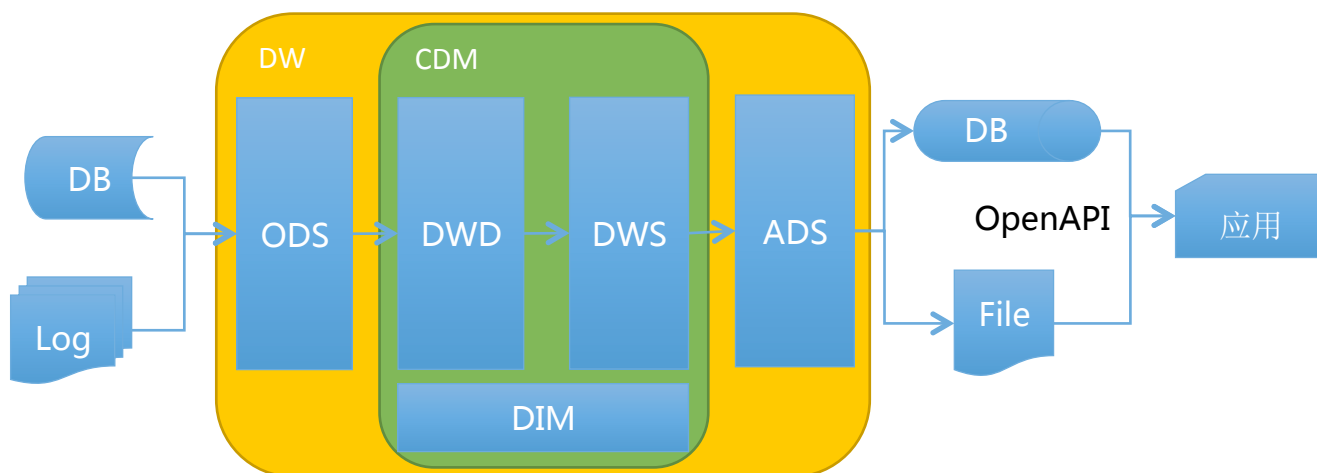 DW
CDM
DB
Log
ODS
DWD
DWS
DIM
ADS
DB
OpenAPI
File
应用